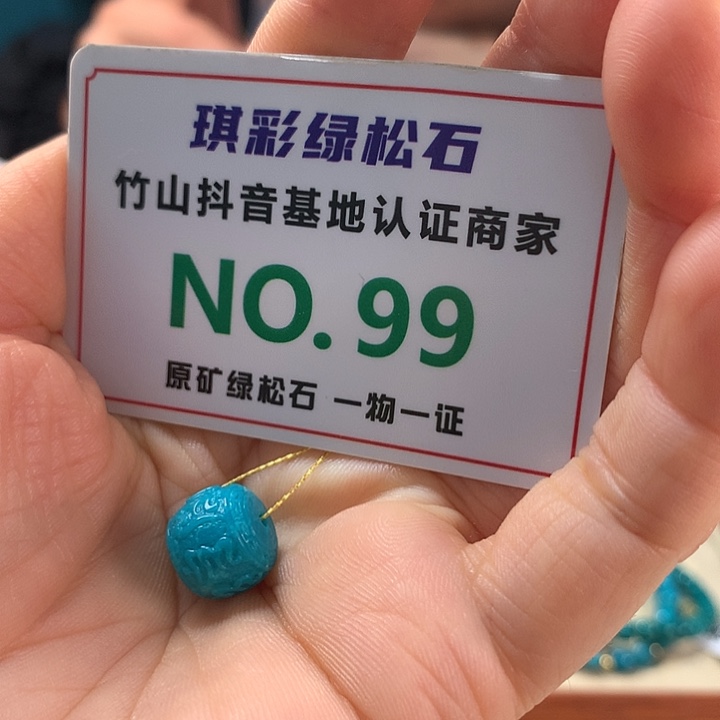 琪彩绿松石
竹山抖音基地认证商家
NO.99
原矿绿松石 一物一证